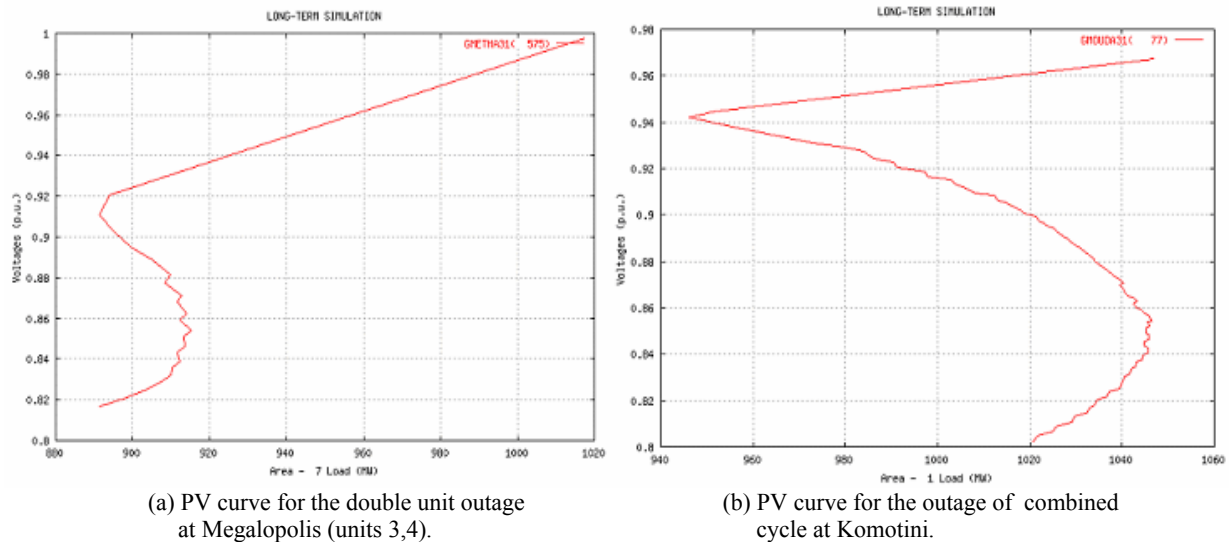 LONG-TERM SIMULATION
GMETHA31( 575)
Voltages (p.u.)
1
0.98
0.96
0.94
0.92
0.9
0.88
0.86
0.84
0.82
0.8
880 900 920 940 960 980 1000 1020
Area - 7 Load (MW)
(a) PV curve for the double unit outage
at Megalopolis (units 3,4).
LONG-TERM SIMULATION
GMOUDA31( 77)
Voltages (p.u.)
0.98
0.96
0.94
0.92
0.9
0.88
0.86
0.84
0.82
0.8
940 960 980 1000 1020 1040 1060
Area - 1 Load (MW)
(b) PV curve for the outage of combined
cycle at Komotini.